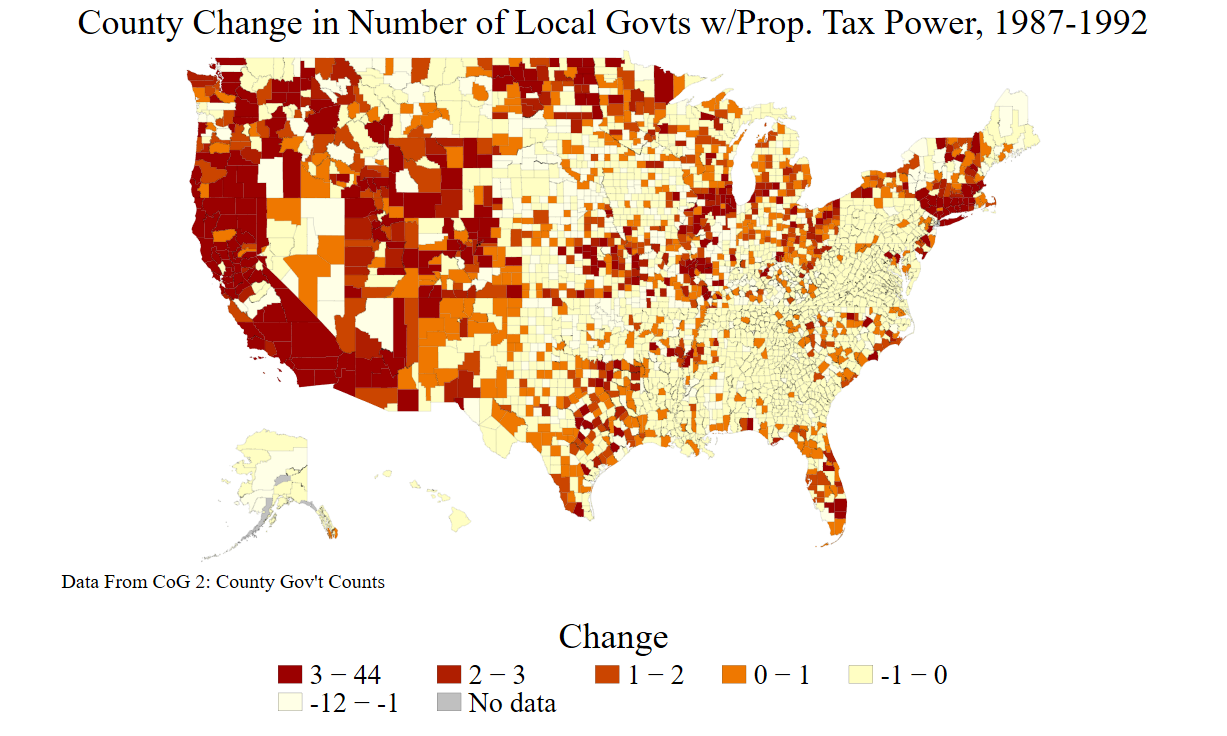 County Change in Number of Local Govts w/Prop. Tax Power, 1987-1992
Data From CoG 2: County Gov't Counts
Change
3 − 44 2 − 3 1 − 2 0 − 1 -1 − 0
-12 − -1 No data